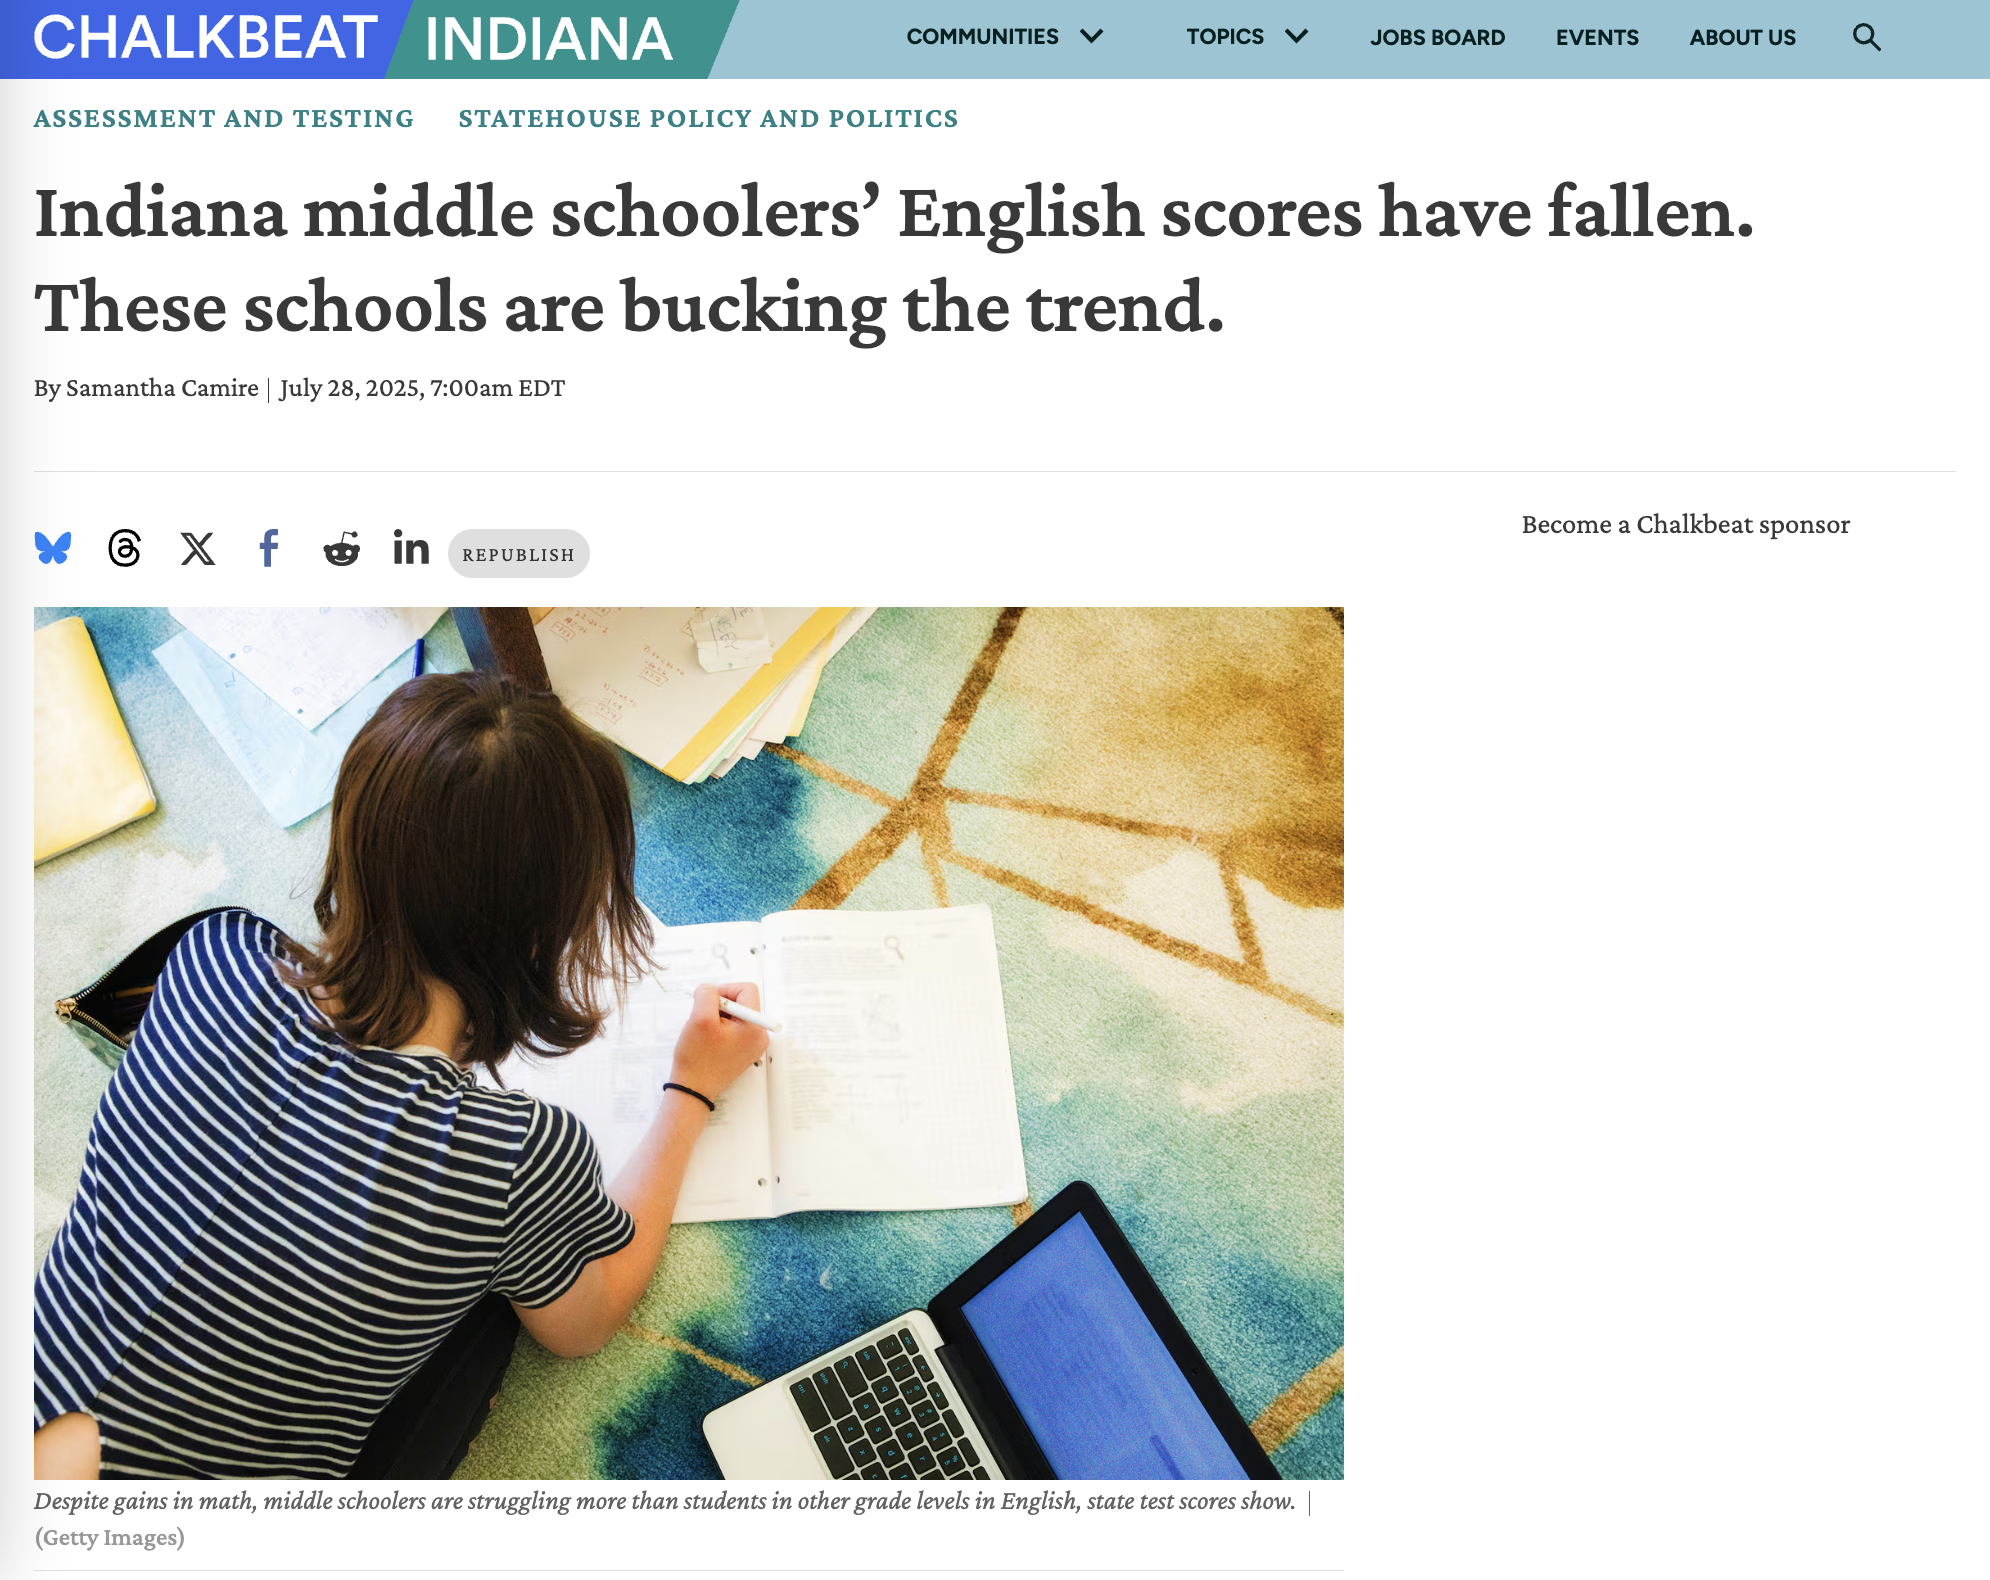 CHALKBEAT INDIANA
COMMUNITIES TOPICS JOBS BOARD EVENTS ABOUT US
ASSESSMENT AND TESTING STATEHOUSE POLICY AND POLITICS
Indiana middle schoolers’ English scores have fallen.
These schools are bucking the trend.
By Samantha Camire | July 28, 2025, 7:00am EDT
Become a Chalkbeat sponsor
REPUBLISH
Despite gains in math, middle schoolers are struggling more than students in other grade levels in English, state test scores show. |
(Getty Images)